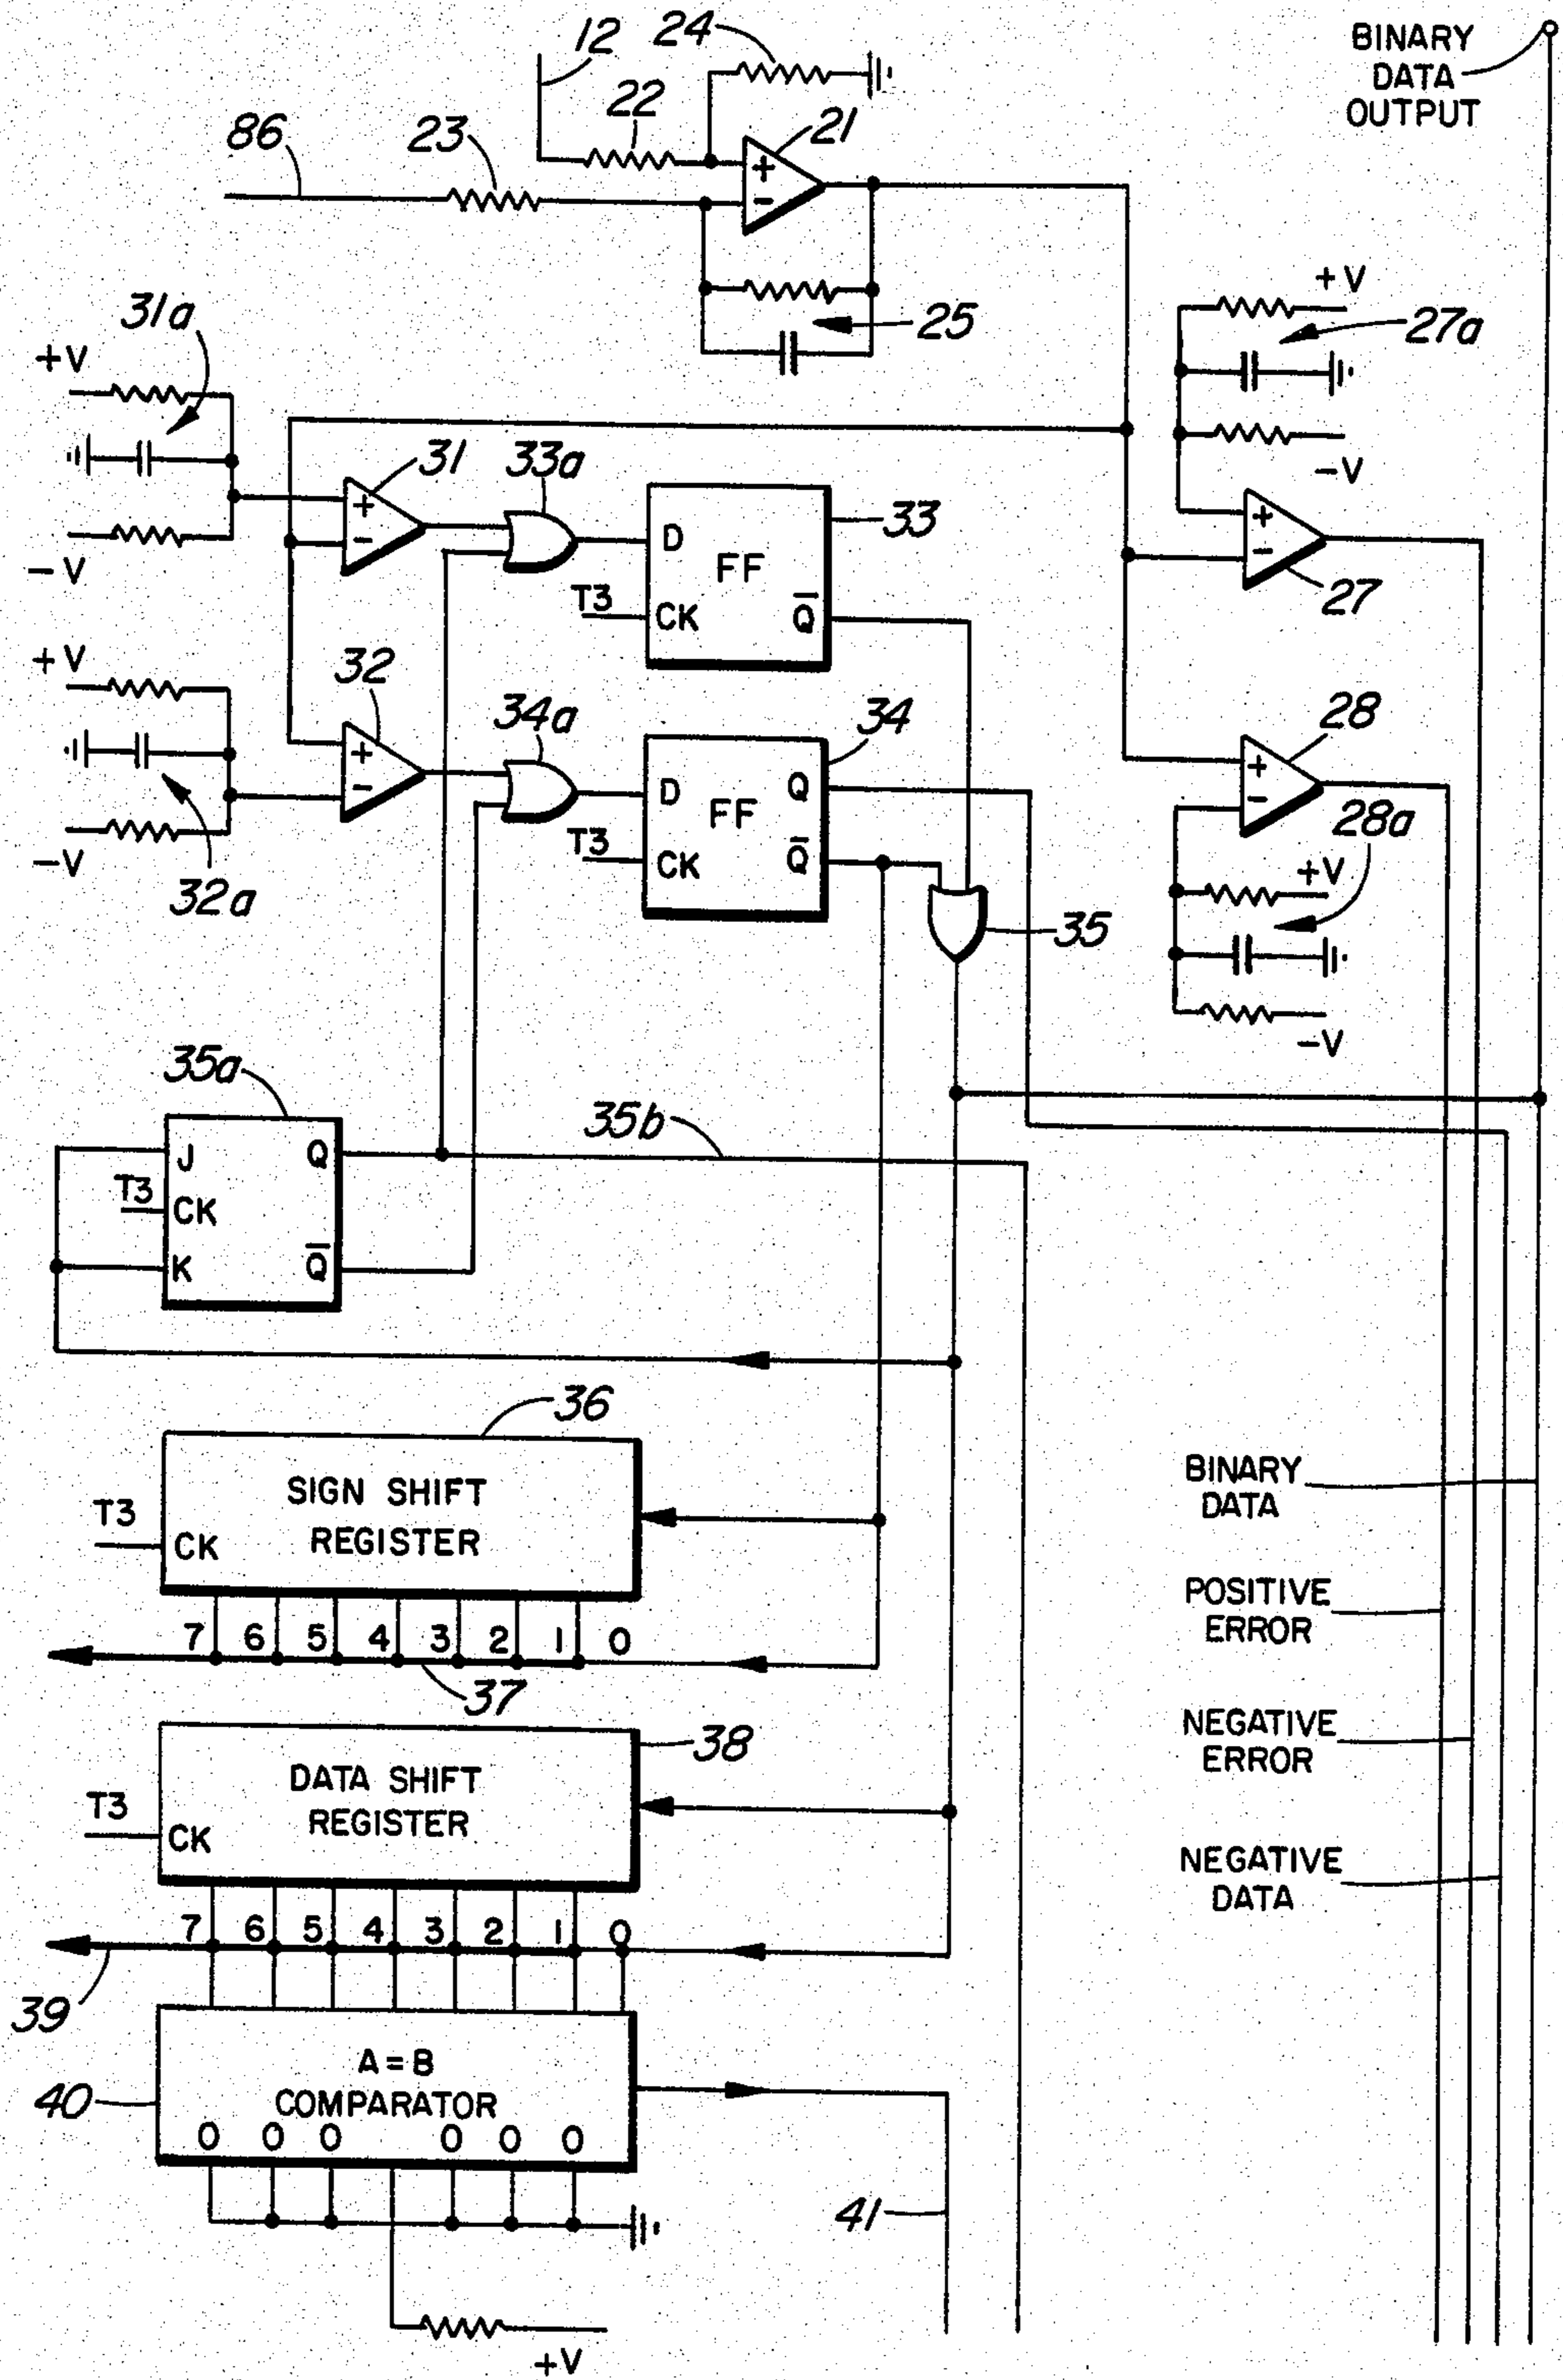 12
24
BINARY
DATA
OUTPUT
22
21
86
23
+
-
25
31a
+V
-V
+V
27a
-V
31
33a
33
+
-
D
FF
T3
CK
Q̅
+
-
27
+V
32
-V
34a
34
28
+
-
D
FF
Q
T3
CK
Q̅
+
-
28a
32a
35
+V
-V
35a
35b
J
Q
T3
CK
K
Q̅
36
SIGN SHIFT
REGISTER
T3
CK
BINARY
DATA
7 6 5 4 3 2 1 0
37
POSITIVE
ERROR
38
DATA SHIFT
REGISTER
T3
CK
NEGATIVE
ERROR
7 6 5 4 3 2 1 0
39
NEGATIVE
DATA
A=B
COMPARATOR
40
0 0 0 0 0 0
41
+V